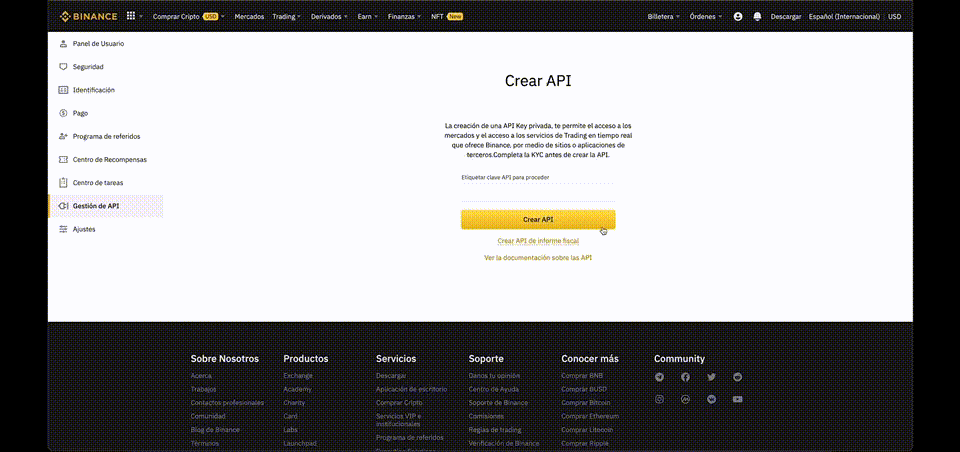 BINANCE Comprar Cripto USD Mercados Trading Derivados Earn Finanzas NFT New Billetera Órdenes Descargar Español (Internacional) USD
Panel de Usuario
Seguridad
Identificación
Pago
Programa de referidos
Centro de Recompensas
Centro de tareas
Gestión de API
Ajustes
Crear API
La creación de una API Key privada, te permite el acceso a los
mercados y el acceso a los servicios de Trading en tiempo real
que ofrece Binance, por medio de sitios o aplicaciones de
terceros.Completa la KYC antes de crear la API.
Etiquetar clave API para proceder
Crear API
Crear API de informe fiscal
Ver la documentación sobre las API
Sobre Nosotros
Acerca
Trabajos
Contactos profesionales
Comunidad
Blog de Binance
Términos
Productos
Exchange
Academy
Charity
Card
Labs
Launchpad
Servicios
Descargar
Aplicación de escritorio
Comprar Cripto
Servicios VIP e
institucionales
Programa de referidos
Soporte
Danos tu opinión
Centro de Ayuda
Soporte de Binance
Comisiones
Reglas de trading
Verificación de Binance
Conocer más
Comprar BNB
Comprar BUSD
Comprar Bitcoin
Comprar Ethereum
Comprar Litecoin
Comprar Ripple
Community